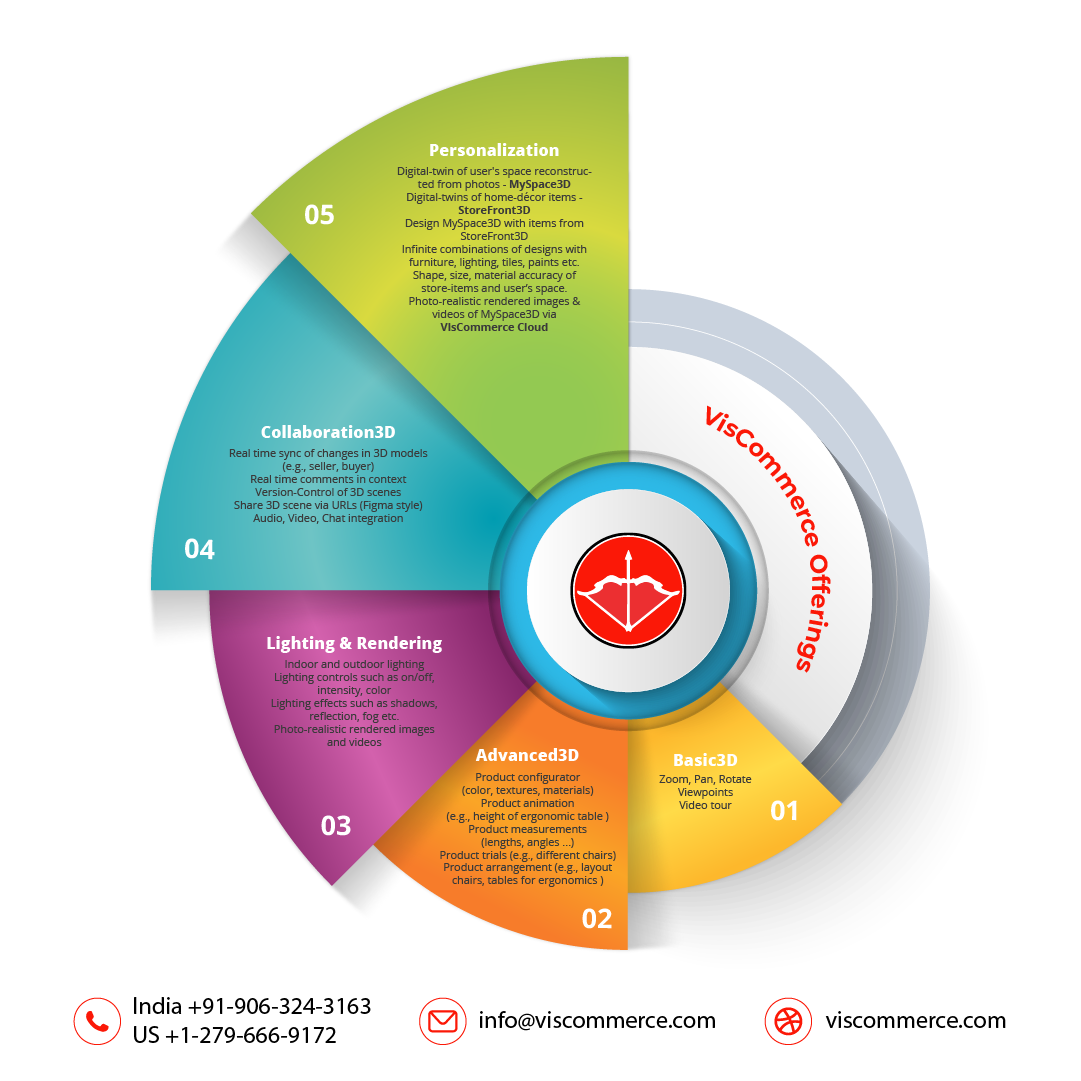 Personalization
Digital-twin of user's space reconstruc-
ted from photos - MySpace3D
Digital-twins of home-décor items -
StoreFront3D
Design MySpace3D with items from
StoreFront3D
Infinite combinations of designs with
furniture, lighting, tiles, paints etc.
Shape, size, material accuracy of
store-items and user's space.
Photo-realistic rendered images &
videos of MySpace3D via
VIsCommerce Cloud
05
VisCommerce Offerings
Collaboration3D
Real time sync of changes in 3D models
(e.g., seller, buyer)
Real time comments in context
Version-Control of 3D scenes
Share 3D scene via URLs (Figma style)
Audio, Video, Chat integration
04
Lighting & Rendering
Indoor and outdoor lighting
Lighting controls such as on/off,
intensity, color
Lighting effects such as shadows,
reflection, fog etc.
Photo-realistic rendered images
and videos
03
Advanced3D
Product configurator
(color, textures, materials)
Product animation
(e.g., height of ergonomic table )
Product measurements
(lengths, angles ...)
Product trials (e.g., different chairs)
Product arrangement (e.g., layout
chairs, tables for ergonomics )
02
Basic3D
Zoom, Pan, Rotate
Viewpoints
Video tour
01
India +91-906-324-3163
US +1-279-666-9172
info@viscommerce.com
viscommerce.com